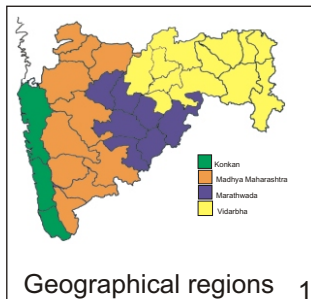 Konkan
Madhya Maharashtra
Marathwada
Vidarbha
Geographical regions 1